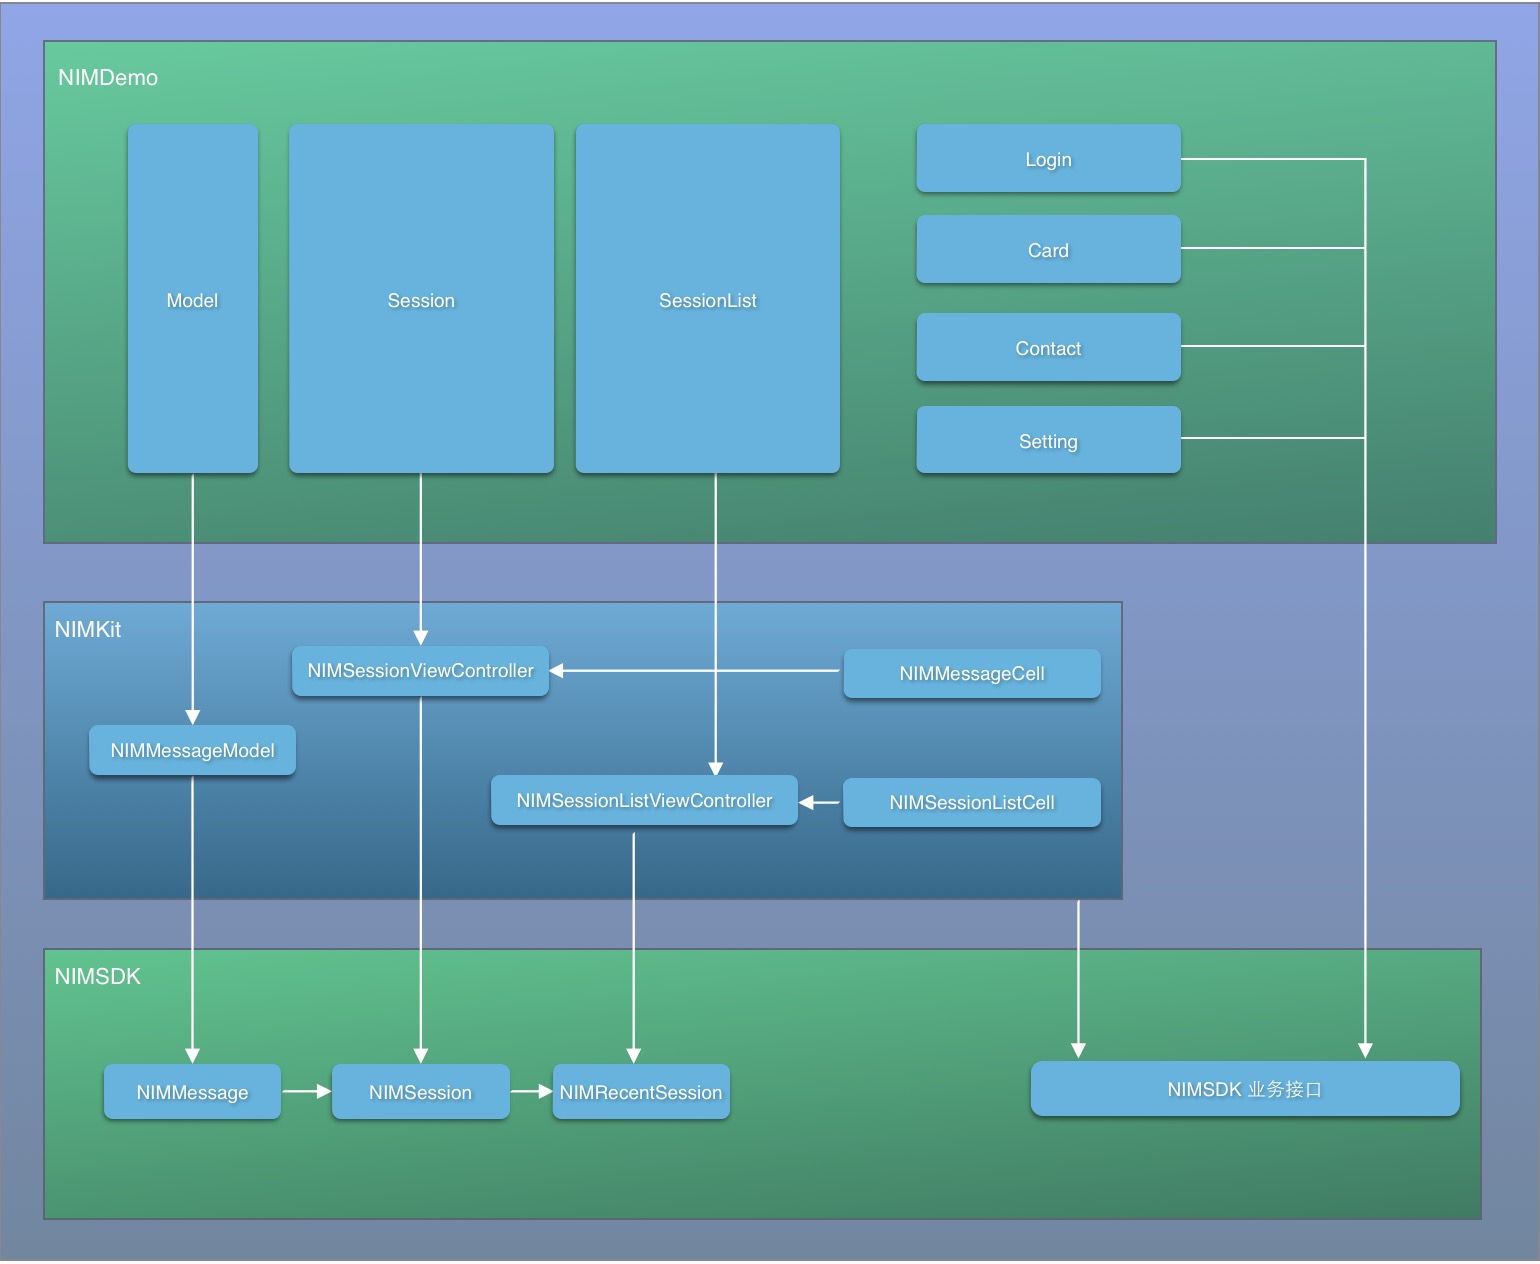 NIMDemo
Model
Session
SessionList
Login
Card
Contact
Setting
NIMKit
NIMSessionViewController
NIMMessageCell
NIMMessageModel
NIMSessionListViewController
NIMSessionListCell
NIMSDK
NIMMessage
NIMSession
NIMRecentSession
NIMSDK 业务接口